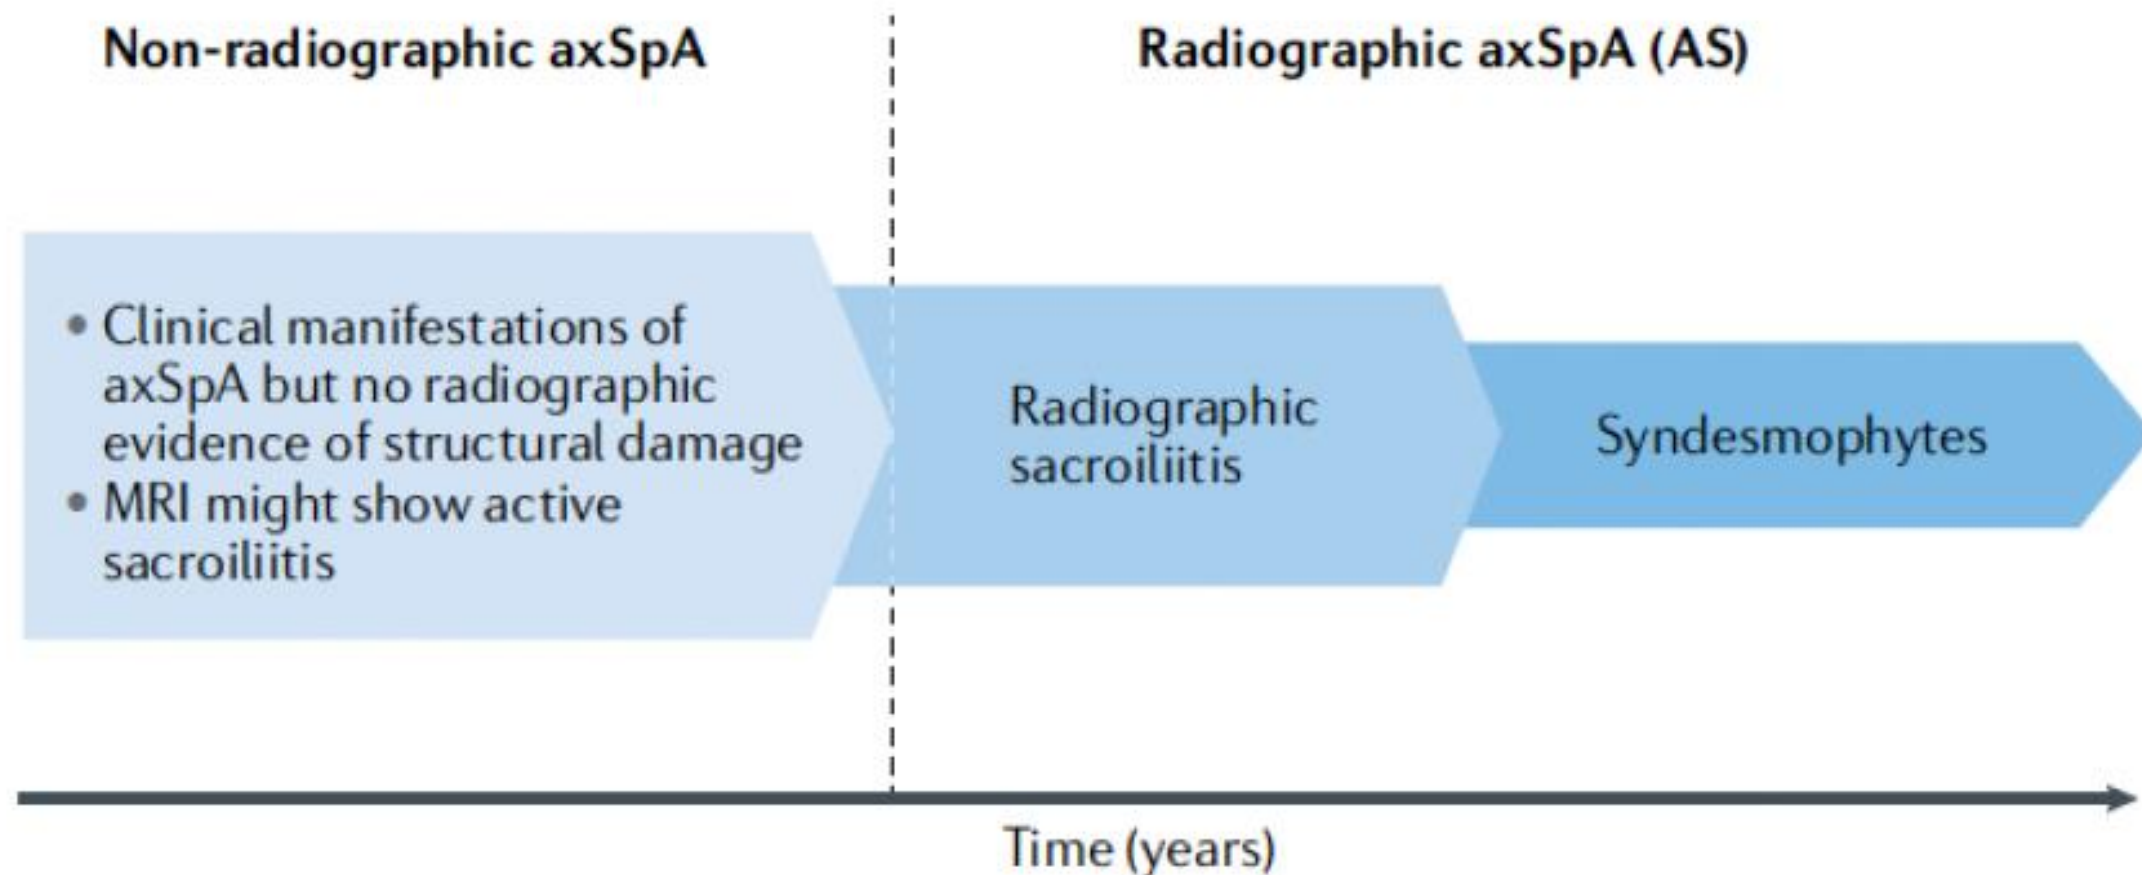 Non-radiographic axSpA
Radiographic axSpA (AS)
• Clinical manifestations of
axSpA but no radiographic
evidence of structural damage
• MRI might show active
sacroiliitis
Radiographic
sacroiliitis
Syndesmophytes
Time (years)